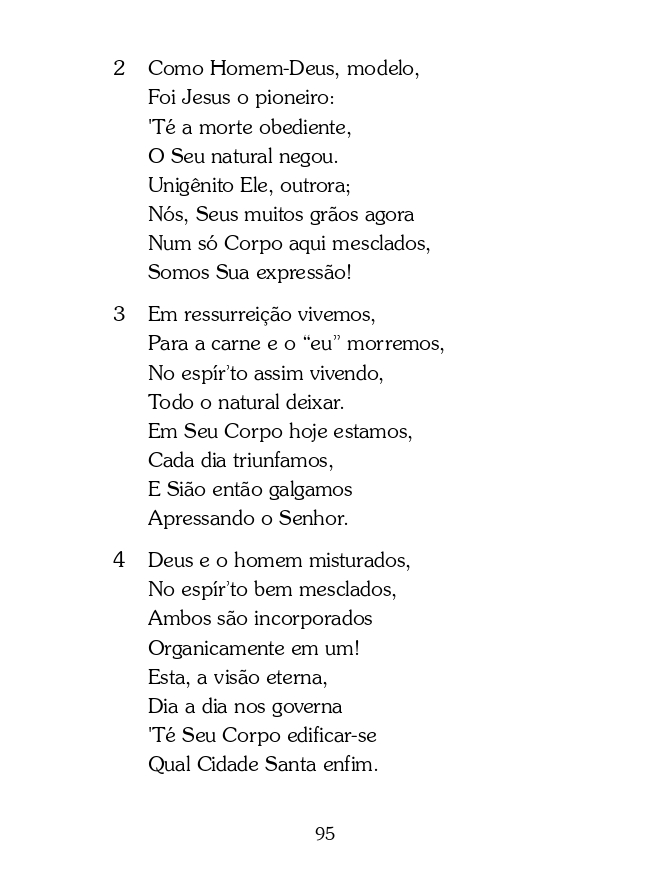 2 Como Homem-Deus, modelo,
Foi Jesus o pioneiro:
'Té a morte obediente,
O Seu natural negou.
Unigênito Ele, outrora;
Nós, Seus muitos grãos agora
Num só Corpo aqui mesclados,
Somos Sua expressão!
3 Em ressurreição vivemos,
Para a carne e o “eu” morremos,
No espír’to assim vivendo,
Todo o natural deixar.
Em Seu Corpo hoje estamos,
Cada dia triunfamos,
E Sião então galgamos
Apressando o Senhor.
4 Deus e o homem misturados,
No espír’to bem mesclados,
Ambos são incorporados
Organicamente em um!
Esta, a visão eterna,
Dia a dia nos governa
'Té Seu Corpo edificar-se
Qual Cidade Santa enfim.
95